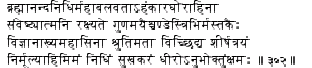 ब्रह्मानन्दनिधिर्महाबलवताऽहंकारघोराहिना
संवेष्ट्यात्मनि रक्ष्यते गुणमयैश्चण्डैस्त्रिभिर्मस्तकैः ।
विज्ञानाख्यमहासिना श्रुतिमता विच्छिद्य शीर्षत्रयं
निर्मूल्याहिमिमं निधिं सुखकरं धीरोऽनुभोक्तुंक्षमः ॥ ३०२ ॥